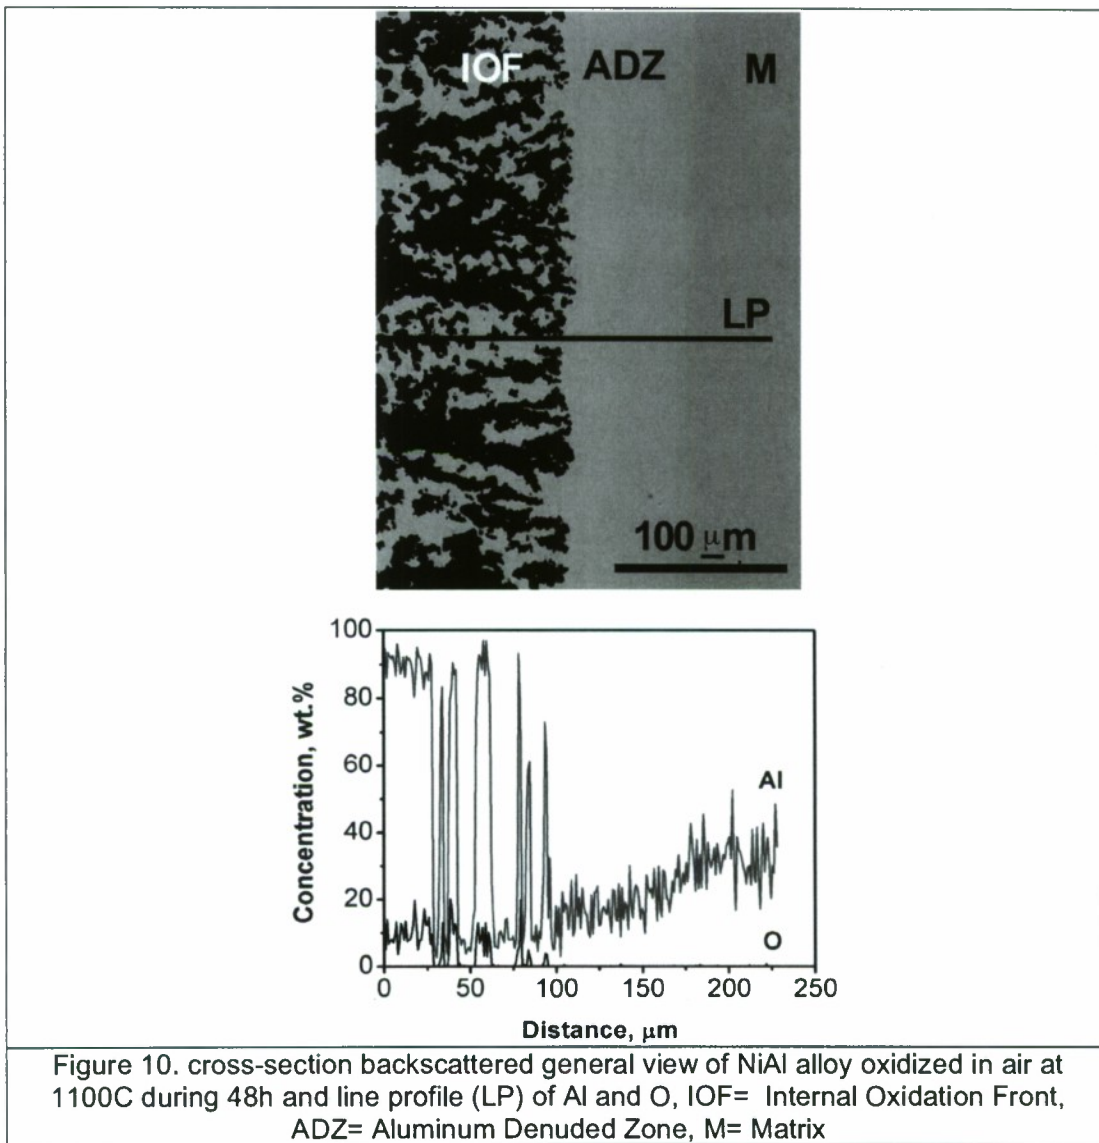 IOF ADZ M
LP
100 μm
100
80
60
40
20
0
Concentration, wt.%
Al
O
0 50 100 150 200 250
Distance, μm
Figure 10. cross-section backscattered general view of NiAl alloy oxidized in air at
1100C during 48h and line profile (LP) of Al and O, IOF= Internal Oxidation Front,
ADZ= Aluminum Denuded Zone, M= Matrix